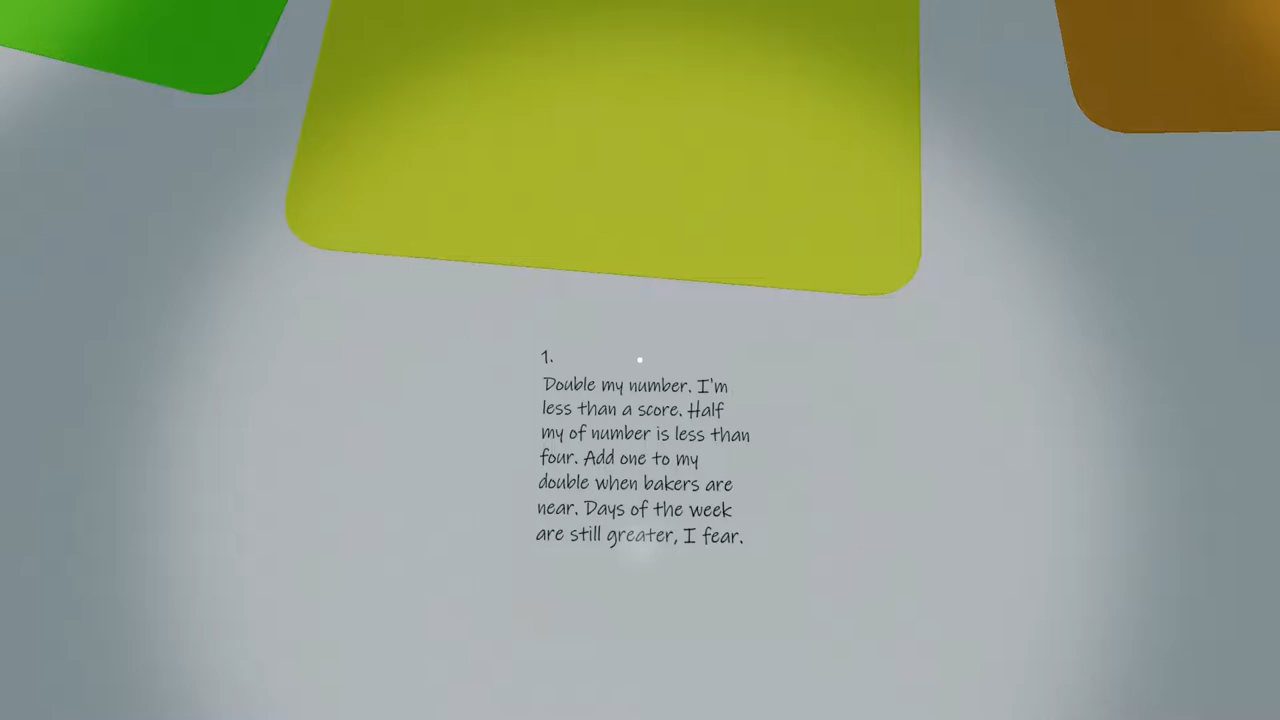 1.
Double my number. I'm
less than a score. Half
my of number is less than
four. Add one to my
double when bakers are
near. Days of the week
are still greater, I fear.